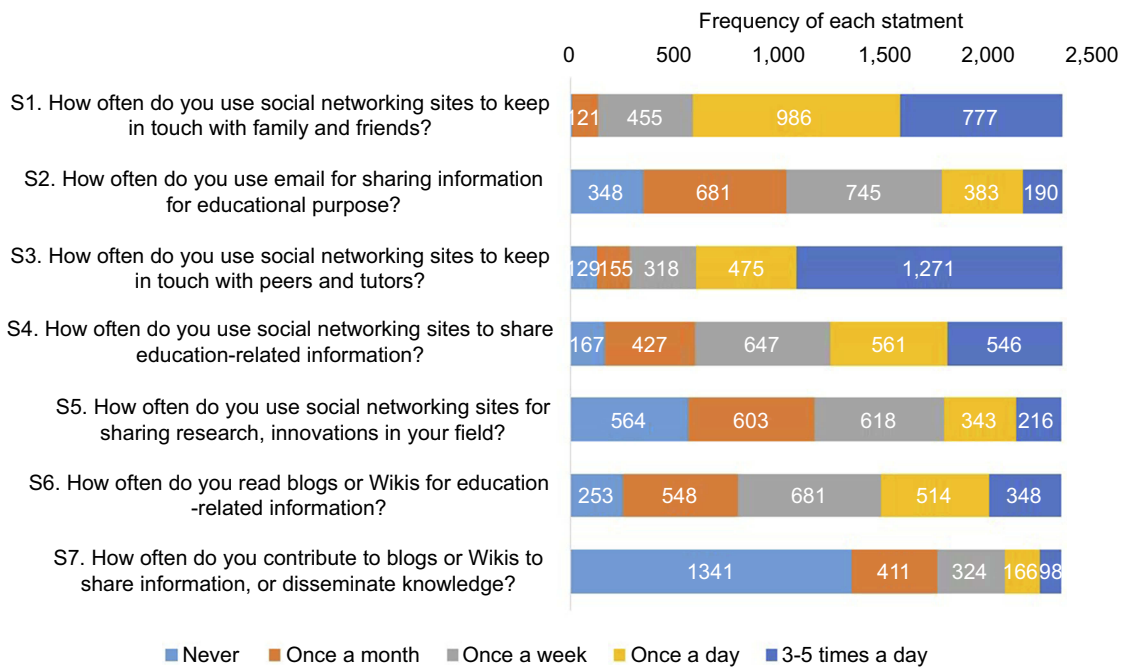 Frequency of each statment
0 500 1,000 1,500 2,000 2,500
S1. How often do you use social networking sites to keep
in touch with family and friends?
121 455 986 777
S2. How often do you use email for sharing information
for educational purpose?
348 681 745 383 190
S3. How often do you use social networking sites to keep
in touch with peers and tutors?
129 155 318 475 1,271
S4. How often do you use social networking sites to share
education-related information?
167 427 647 561 546
S5. How often do you use social networking sites for
sharing research, innovations in your field?
564 603 618 343 216
S6. How often do you read blogs or Wikis for education
-related information?
253 548 681 514 348
S7. How often do you contribute to blogs or Wikis to
share information, or disseminate knowledge?
1341 411 324 166 98
Never Once a month Once a week Once a day 3-5 times a day